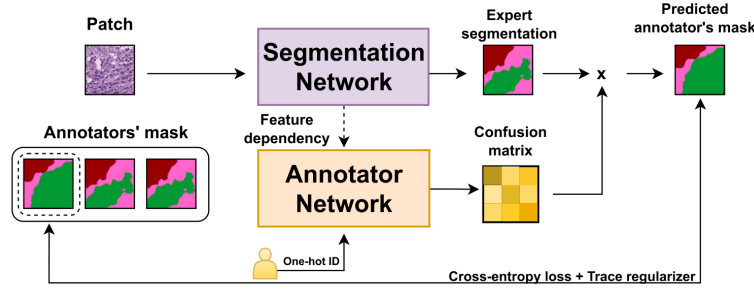 Patch
Segmentation
Network
Expert
segmentation
Predicted
annotator's mask
x
Feature
dependency
Annotators' mask
Annotator
Network
Confusion
matrix
One-hot ID
Cross-entropy loss + Trace regularizer